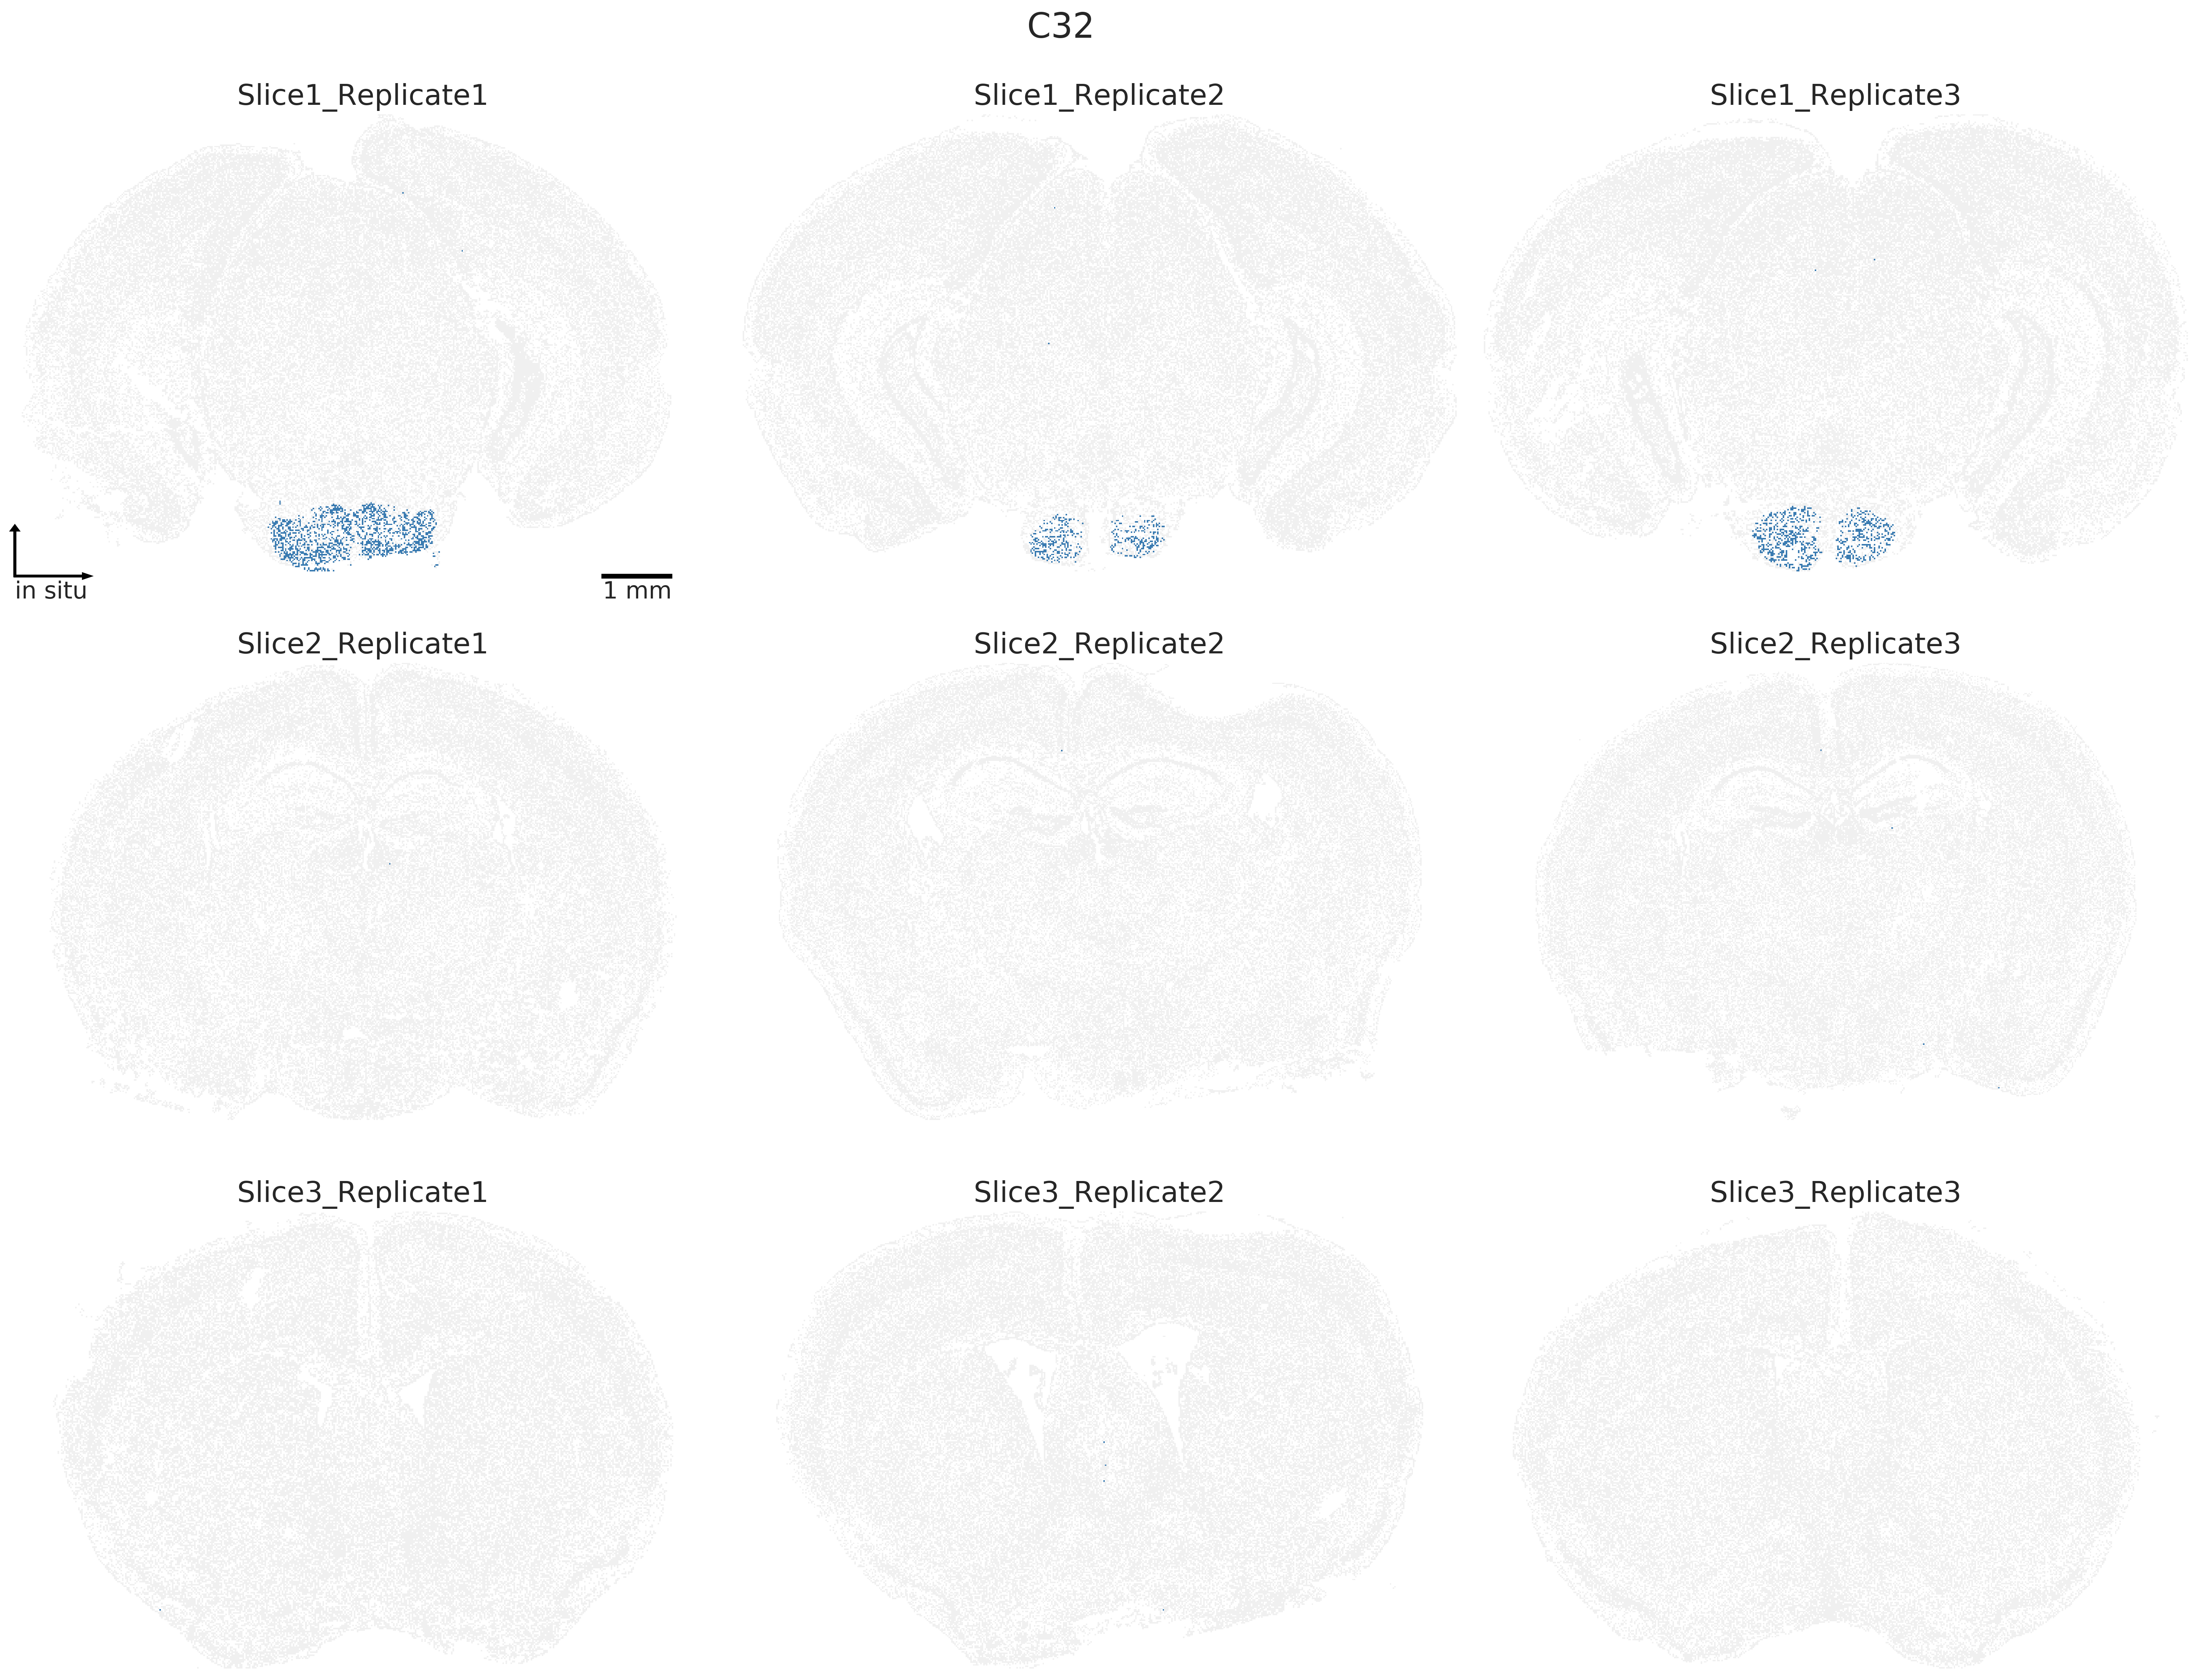 C32
Slice1_Replicate1
Slice1_Replicate2
Slice1_Replicate3
in situ
1 mm
Slice2_Replicate1
Slice2_Replicate2
Slice2_Replicate3
Slice3_Replicate1
Slice3_Replicate2
Slice3_Replicate3